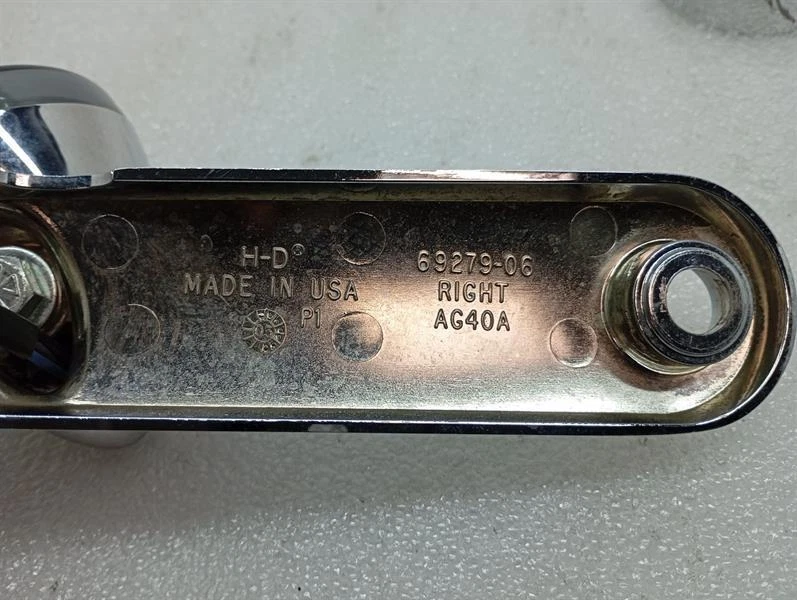 H-D®
MADE IN USA
P1
69279-06
RIGHT
AG40A